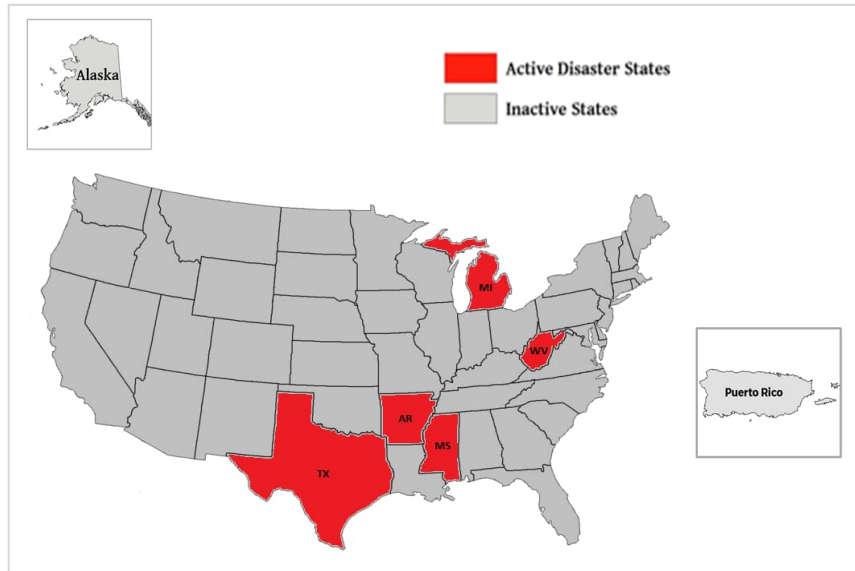 Alaska
Active Disaster States
Inactive States
MI
WV
AR
MS
TX
Puerto Rico